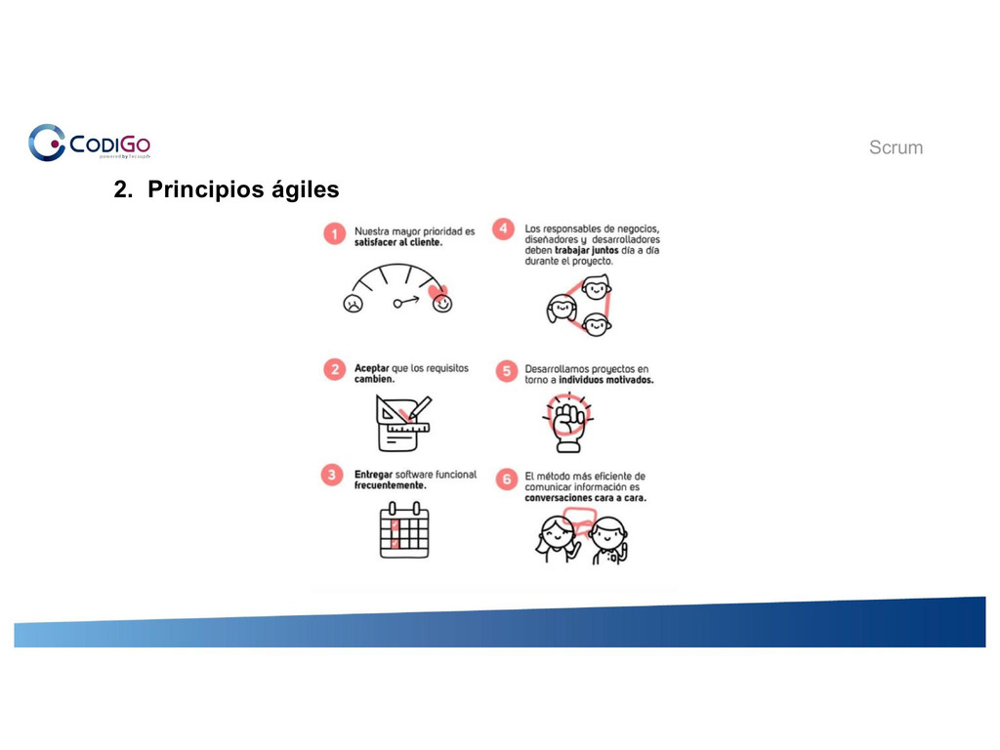 CODIGO
powered by Tecsup
Scrum
2. Principios ágiles
1
Nuestra mayor prioridad es
satisfacer al cliente.
2
Aceptar que los requisitos
cambien.
3
Entregar software funcional
frecuentemente.
4
Los responsables de negocios,
diseñadores y desarrolladores
deben trabajar juntos día a día
durante el proyecto.
5
Desarrollamos proyectos en
torno a individuos motivados.
6
El método más eficiente de
comunicar información es
conversaciones cara a cara.